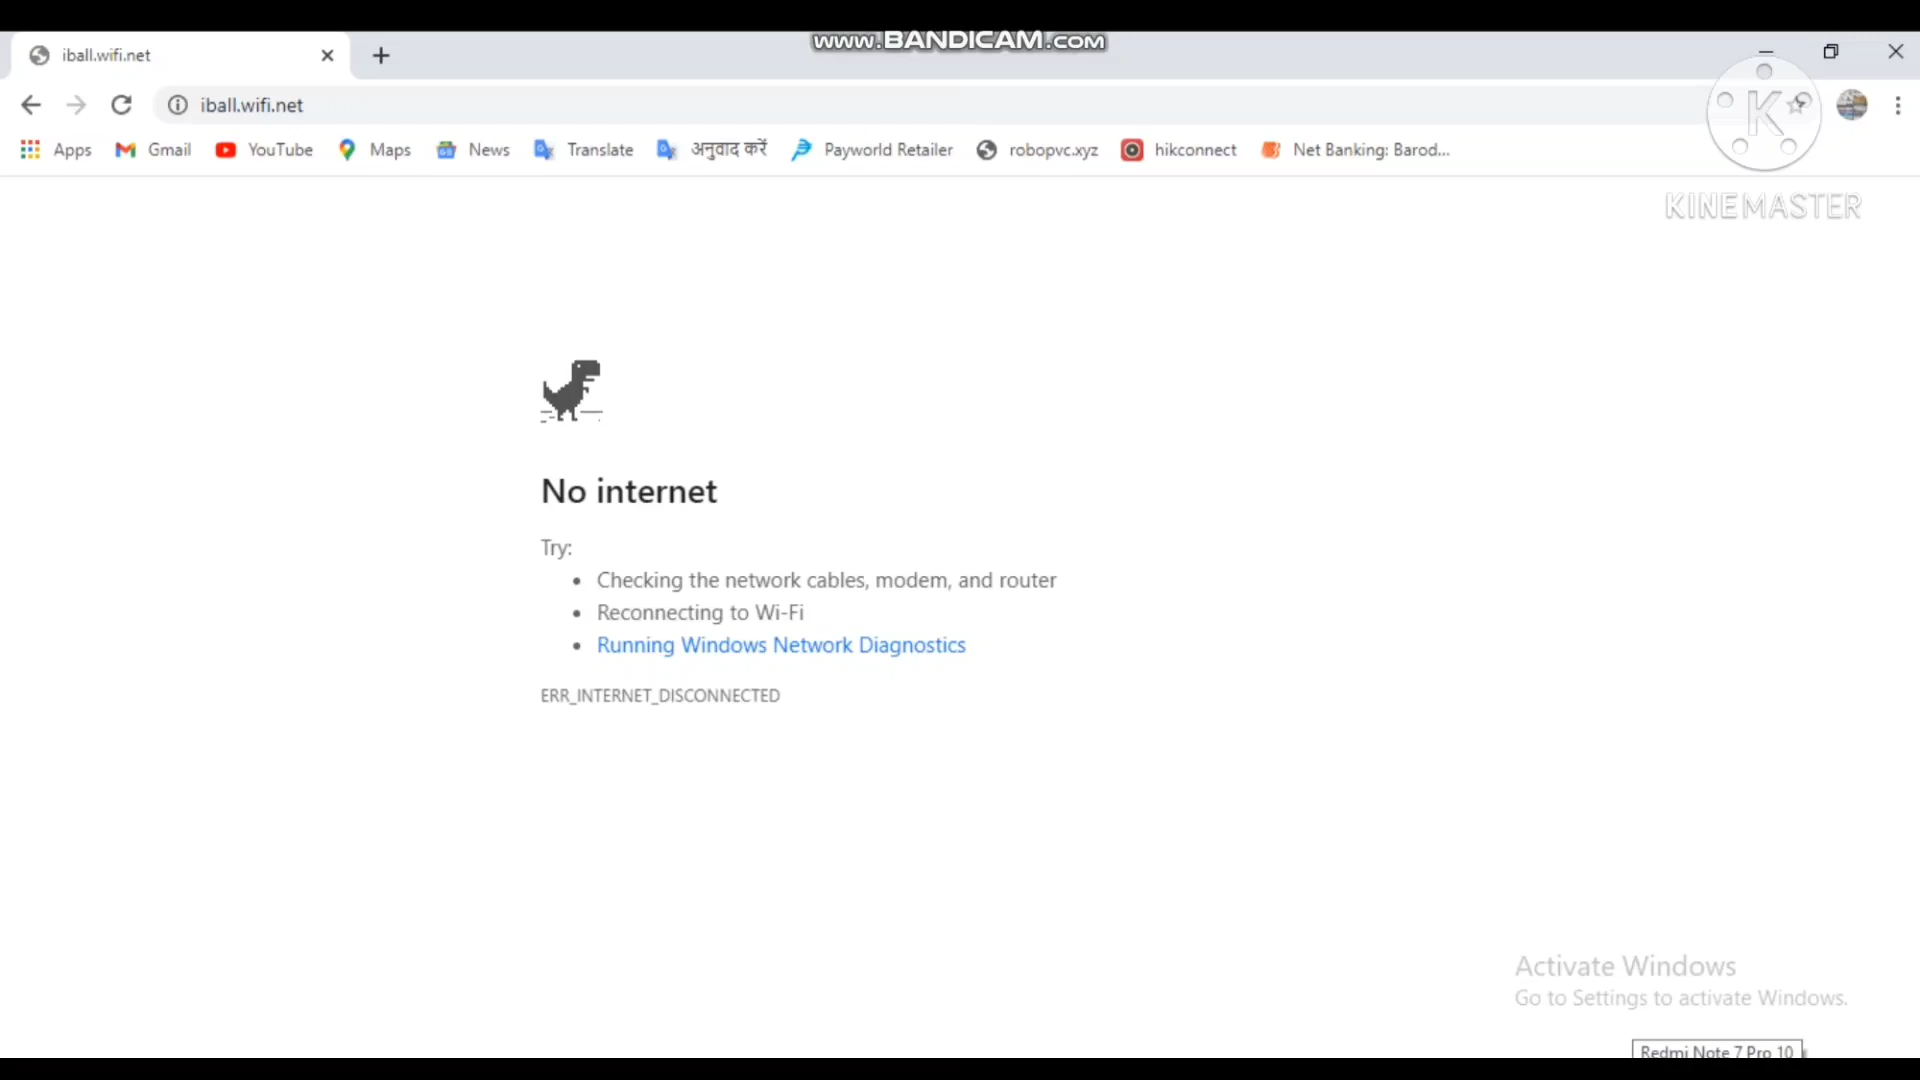 www.BANDICAM.com
iball.wifi.net
iball.wifi.net
Apps Gmail YouTube Maps News Translate अनुवाद करें Payworld Retailer robopvc.xyz hikconnect Net Banking: Barod...
K
KINEMASTER
No internet
Try:
Checking the network cables, modem, and router
Reconnecting to Wi-Fi
Running Windows Network Diagnostics
ERR_INTERNET_DISCONNECTED
Activate Windows
Go to Settings to activate Windows.
Redmi Note 7 Pro 10